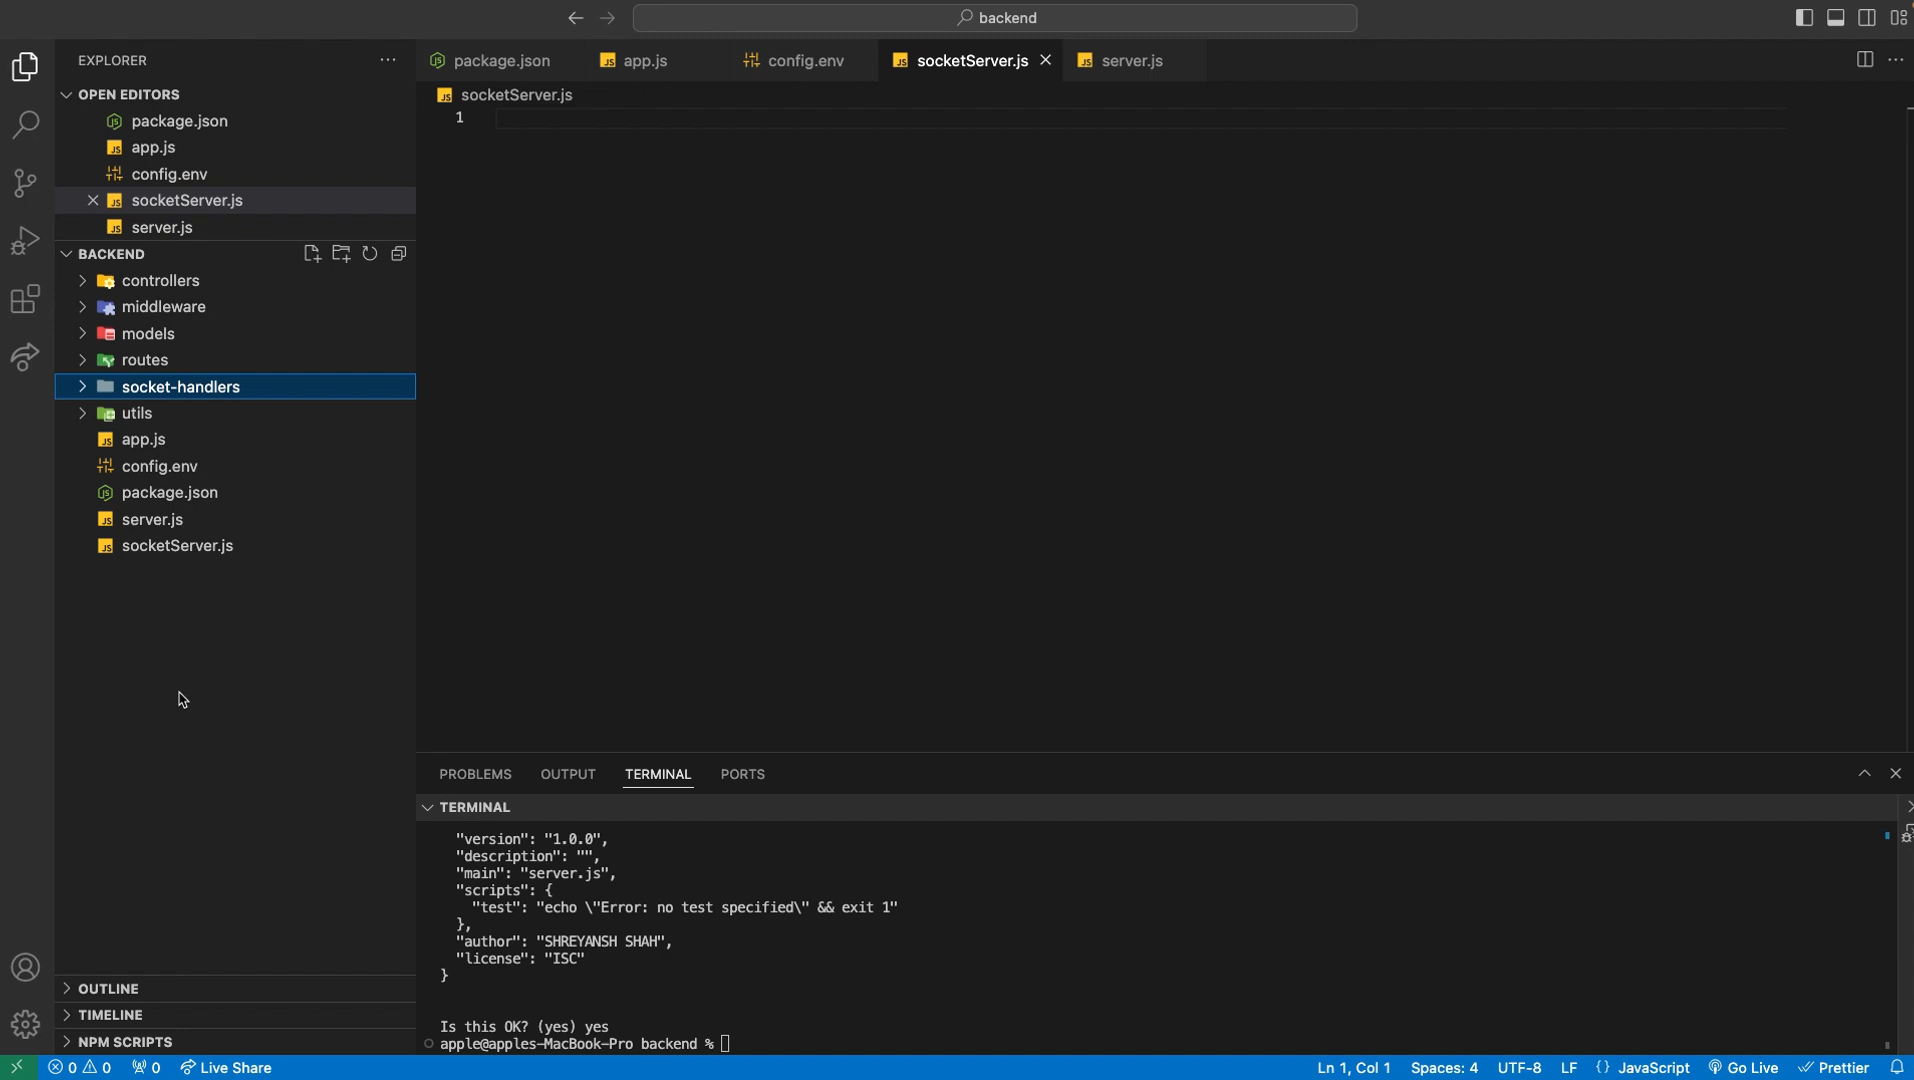 backend
EXPLORER
OPEN EDITORS
package.json
app.js
config.env
socketServer.js
server.js
BACKEND
controllers
middleware
models
routes
socket-handlers
utils
app.js
config.env
package.json
server.js
socketServer.js
OUTLINE
TIMELINE
NPM SCRIPTS
package.json
app.js
config.env
socketServer.js
server.js
socketServer.js
1
PROBLEMS
OUTPUT
TERMINAL
PORTS
TERMINAL
"version": "1.0.0",
"description": "",
"main": "server.js",
"scripts": {
"test": "echo \"Error: no test specified\" && exit 1"
},
"author": "SHREYANSH SHAH",
"license": "ISC"
}
Is this OK? (yes) yes
apple@apples-MacBook-Pro backend %
0 0 0 Live Share Ln 1, Col 1 Spaces: 4 UTF-8 LF {} JavaScript Go Live Prettier